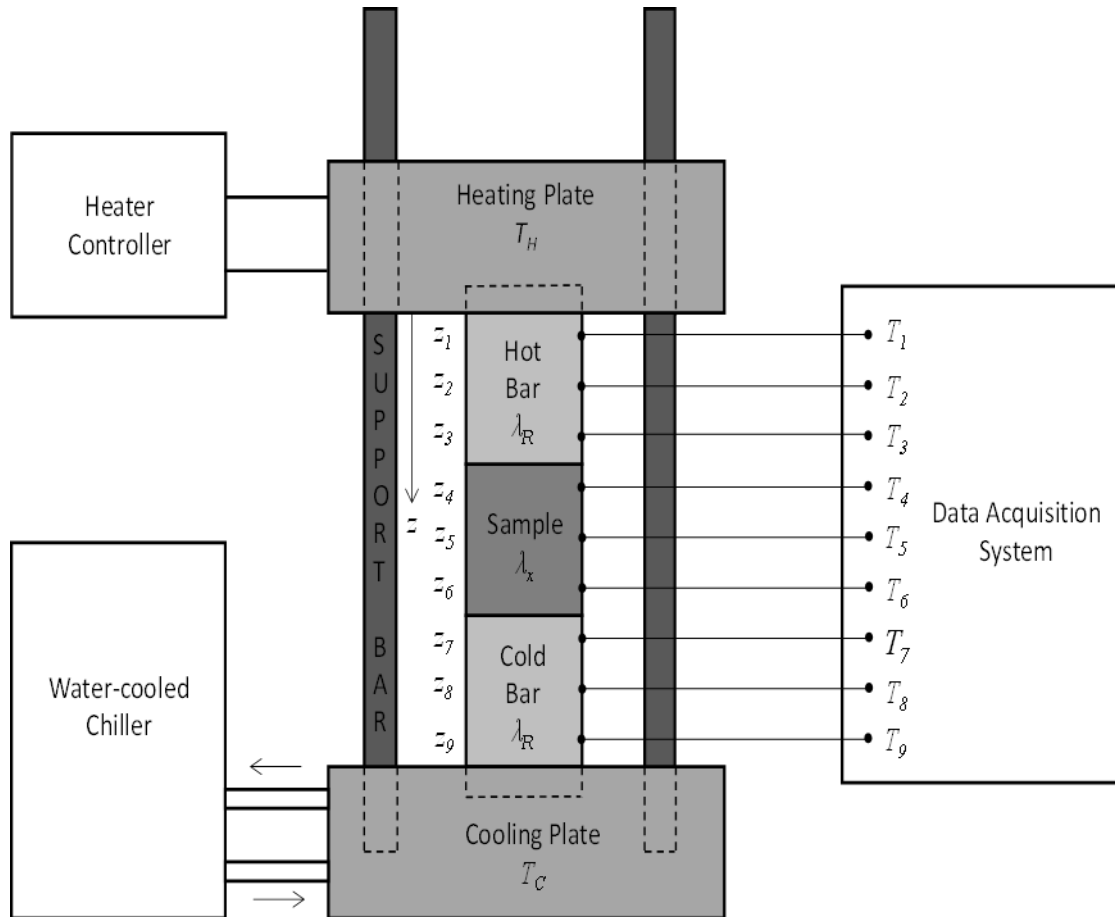 Heater
Controller
Heating Plate
T_H
SUPPORT BAR
z
z_1
z_2
z_3
z_4
z_5
z_6
z_7
z_8
z_9
Hot
Bar
λ_R
Sample
λ_x
Cold
Bar
λ_R
T_1
T_2
T_3
T_4
T_5
T_6
T_7
T_8
T_9
Data Acquisition
System
Water-cooled
Chiller
Cooling Plate
T_C